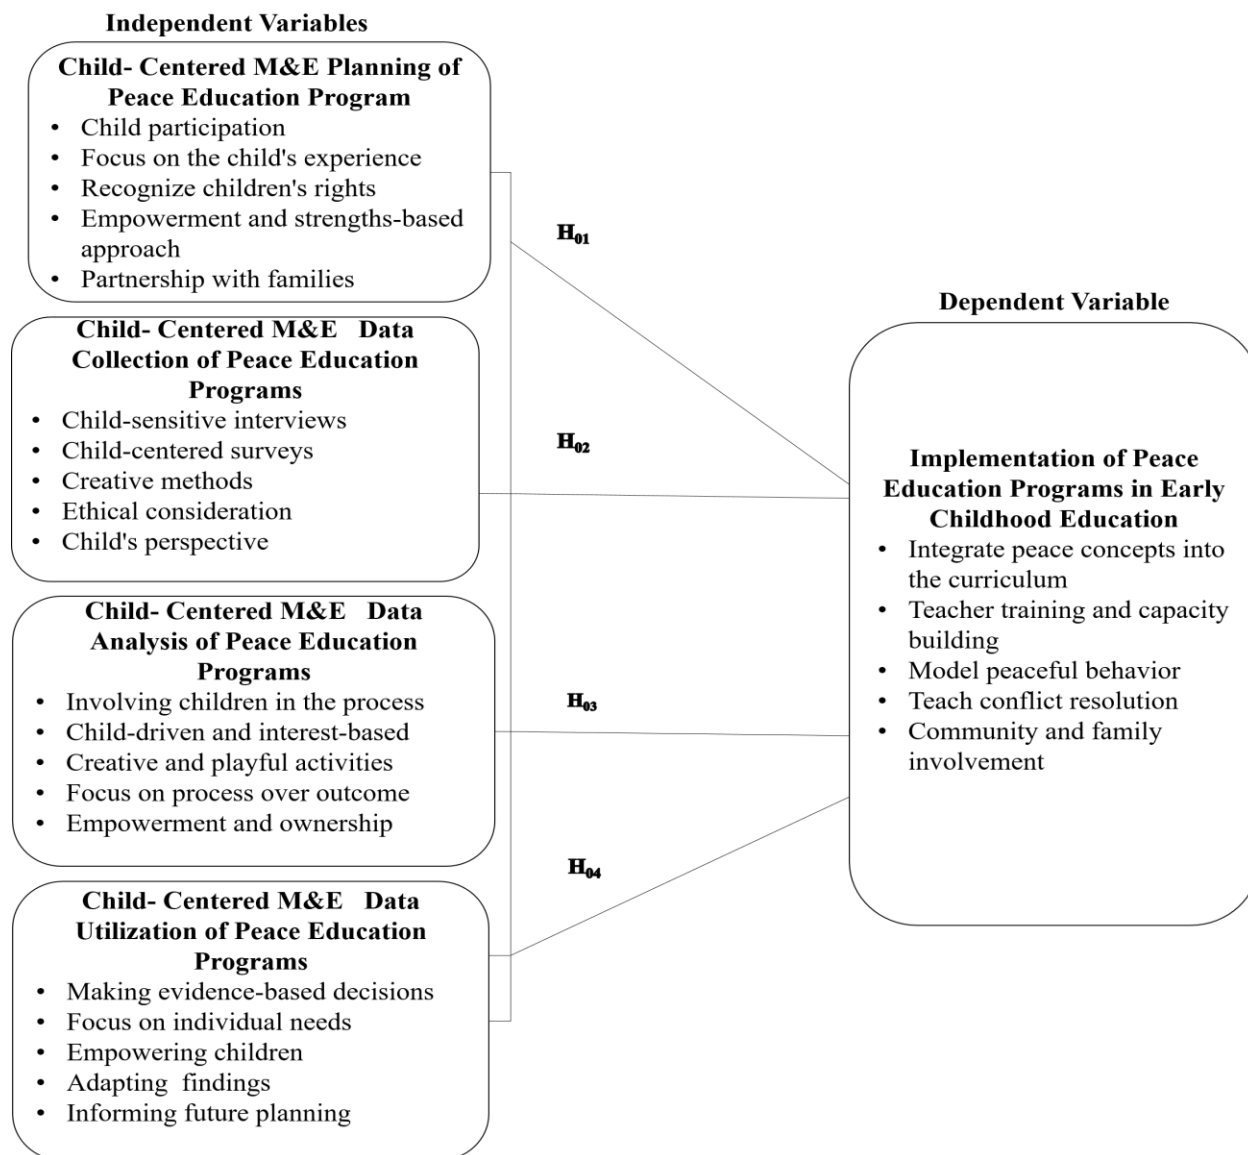 Independent Variables
Child- Centered M&E Planning of
Peace Education Program
• Child participation
• Focus on the child's experience
• Recognize children's rights
• Empowerment and strengths-based
approach
• Partnership with families
Child- Centered M&E Data
Collection of Peace Education
Programs
• Child-sensitive interviews
• Child-centered surveys
• Creative methods
• Ethical consideration
• Child's perspective
Child- Centered M&E Data
Analysis of Peace Education
Programs
• Involving children in the process
• Child-driven and interest-based
• Creative and playful activities
• Focus on process over outcome
• Empowerment and ownership
Child- Centered M&E Data
Utilization of Peace Education
Programs
• Making evidence-based decisions
• Focus on individual needs
• Empowering children
• Adapting findings
• Informing future planning
H01
H02
H03
H04
Dependent Variable
Implementation of Peace
Education Programs in Early
Childhood Education
• Integrate peace concepts into
the curriculum
• Teacher training and capacity
building
• Model peaceful behavior
• Teach conflict resolution
• Community and family
involvement